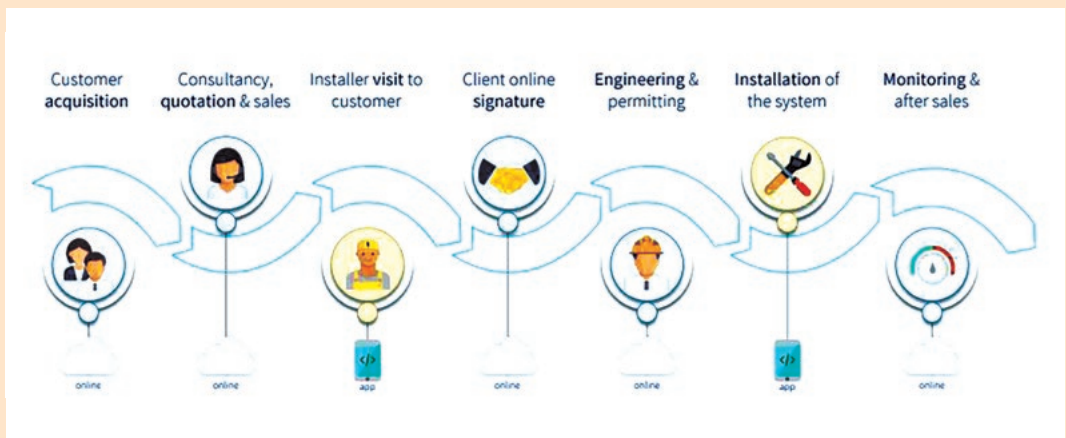 Customer
acquisition
Consultancy,
quotation & sales
Installer visit to
customer
Client online
signature
Engineering &
permitting
Installation of
the system
Monitoring &
after sales
online
online
</>
app
online
online
</>
app
online